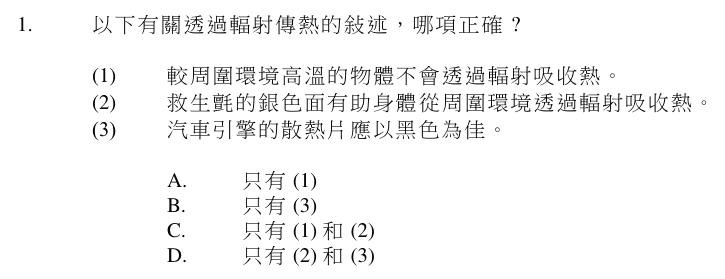 1. 以下有關透過輻射傳熱的敍述，哪項正確？
(1) 較周圍環境高溫的物體不會透過輻射吸收熱。
(2) 救生氈的銀色面有助身體從周圍環境透過輻射吸收熱。
(3) 汽車引擎的散熱片應以黑色為佳。
A. 只有 (1)
B. 只有 (3)
C. 只有 (1) 和 (2)
D. 只有 (2) 和 (3)